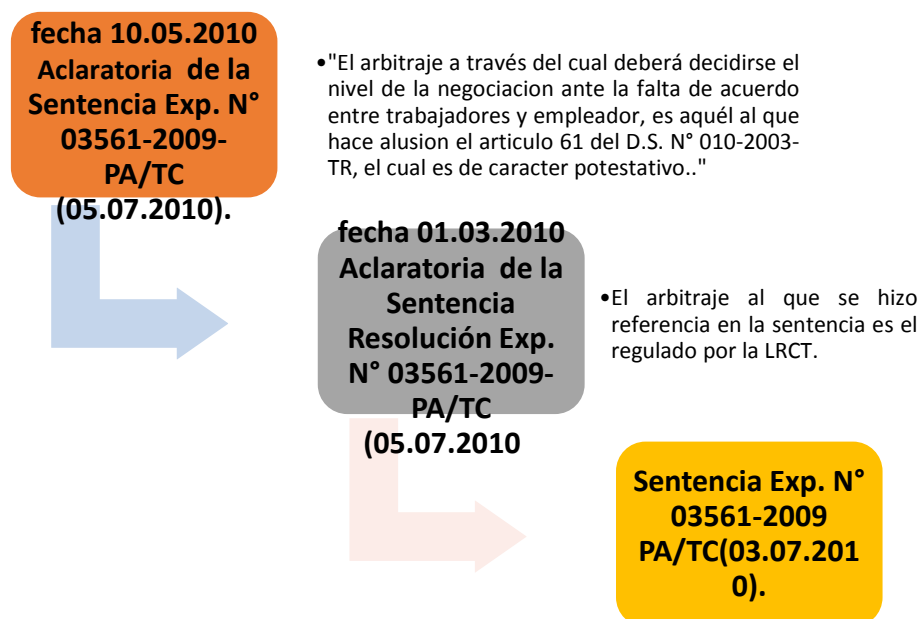 fecha 10.05.2010
Aclaratoria de la
Sentencia Exp. N°
03561-2009-
PA/TC
(05.07.2010).
•"El arbitraje a través del cual deberá decidirse el
nivel de la negociacion ante la falta de acuerdo
entre trabajadores y empleador, es aquél al que
hace alusion el articulo 61 del D.S. N° 010-2003-
TR, el cual es de caracter potestativo.."
fecha 01.03.2010
Aclaratoria de la
Sentencia
Resolución Exp.
N° 03561-2009-
PA/TC
(05.07.2010
•El arbitraje al que se hizo
referencia en la sentencia es el
regulado por la LRCT.
Sentencia Exp. N°
03561-2009
PA/TC(03.07.201
0).